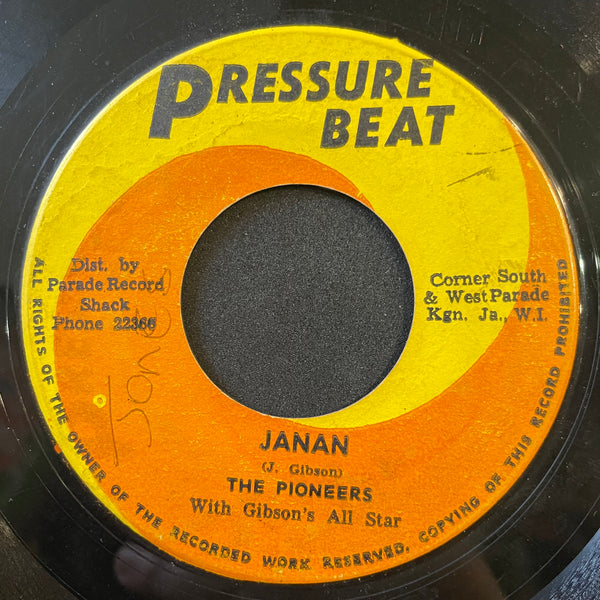 PRESSURE
BEAT
Dist. by
Parade Record
Shack
Phone 22366
Corner South
& West Parade
Kgn. Ja., W.I.
JANAN
(J. Gibson)
THE PIONEERS
With Gibson's All Star
ALL RIGHTS OF THE OWNER OF THE RECORDED WORK RESERVED. COPYING OF THIS RECORD PROHIBITED